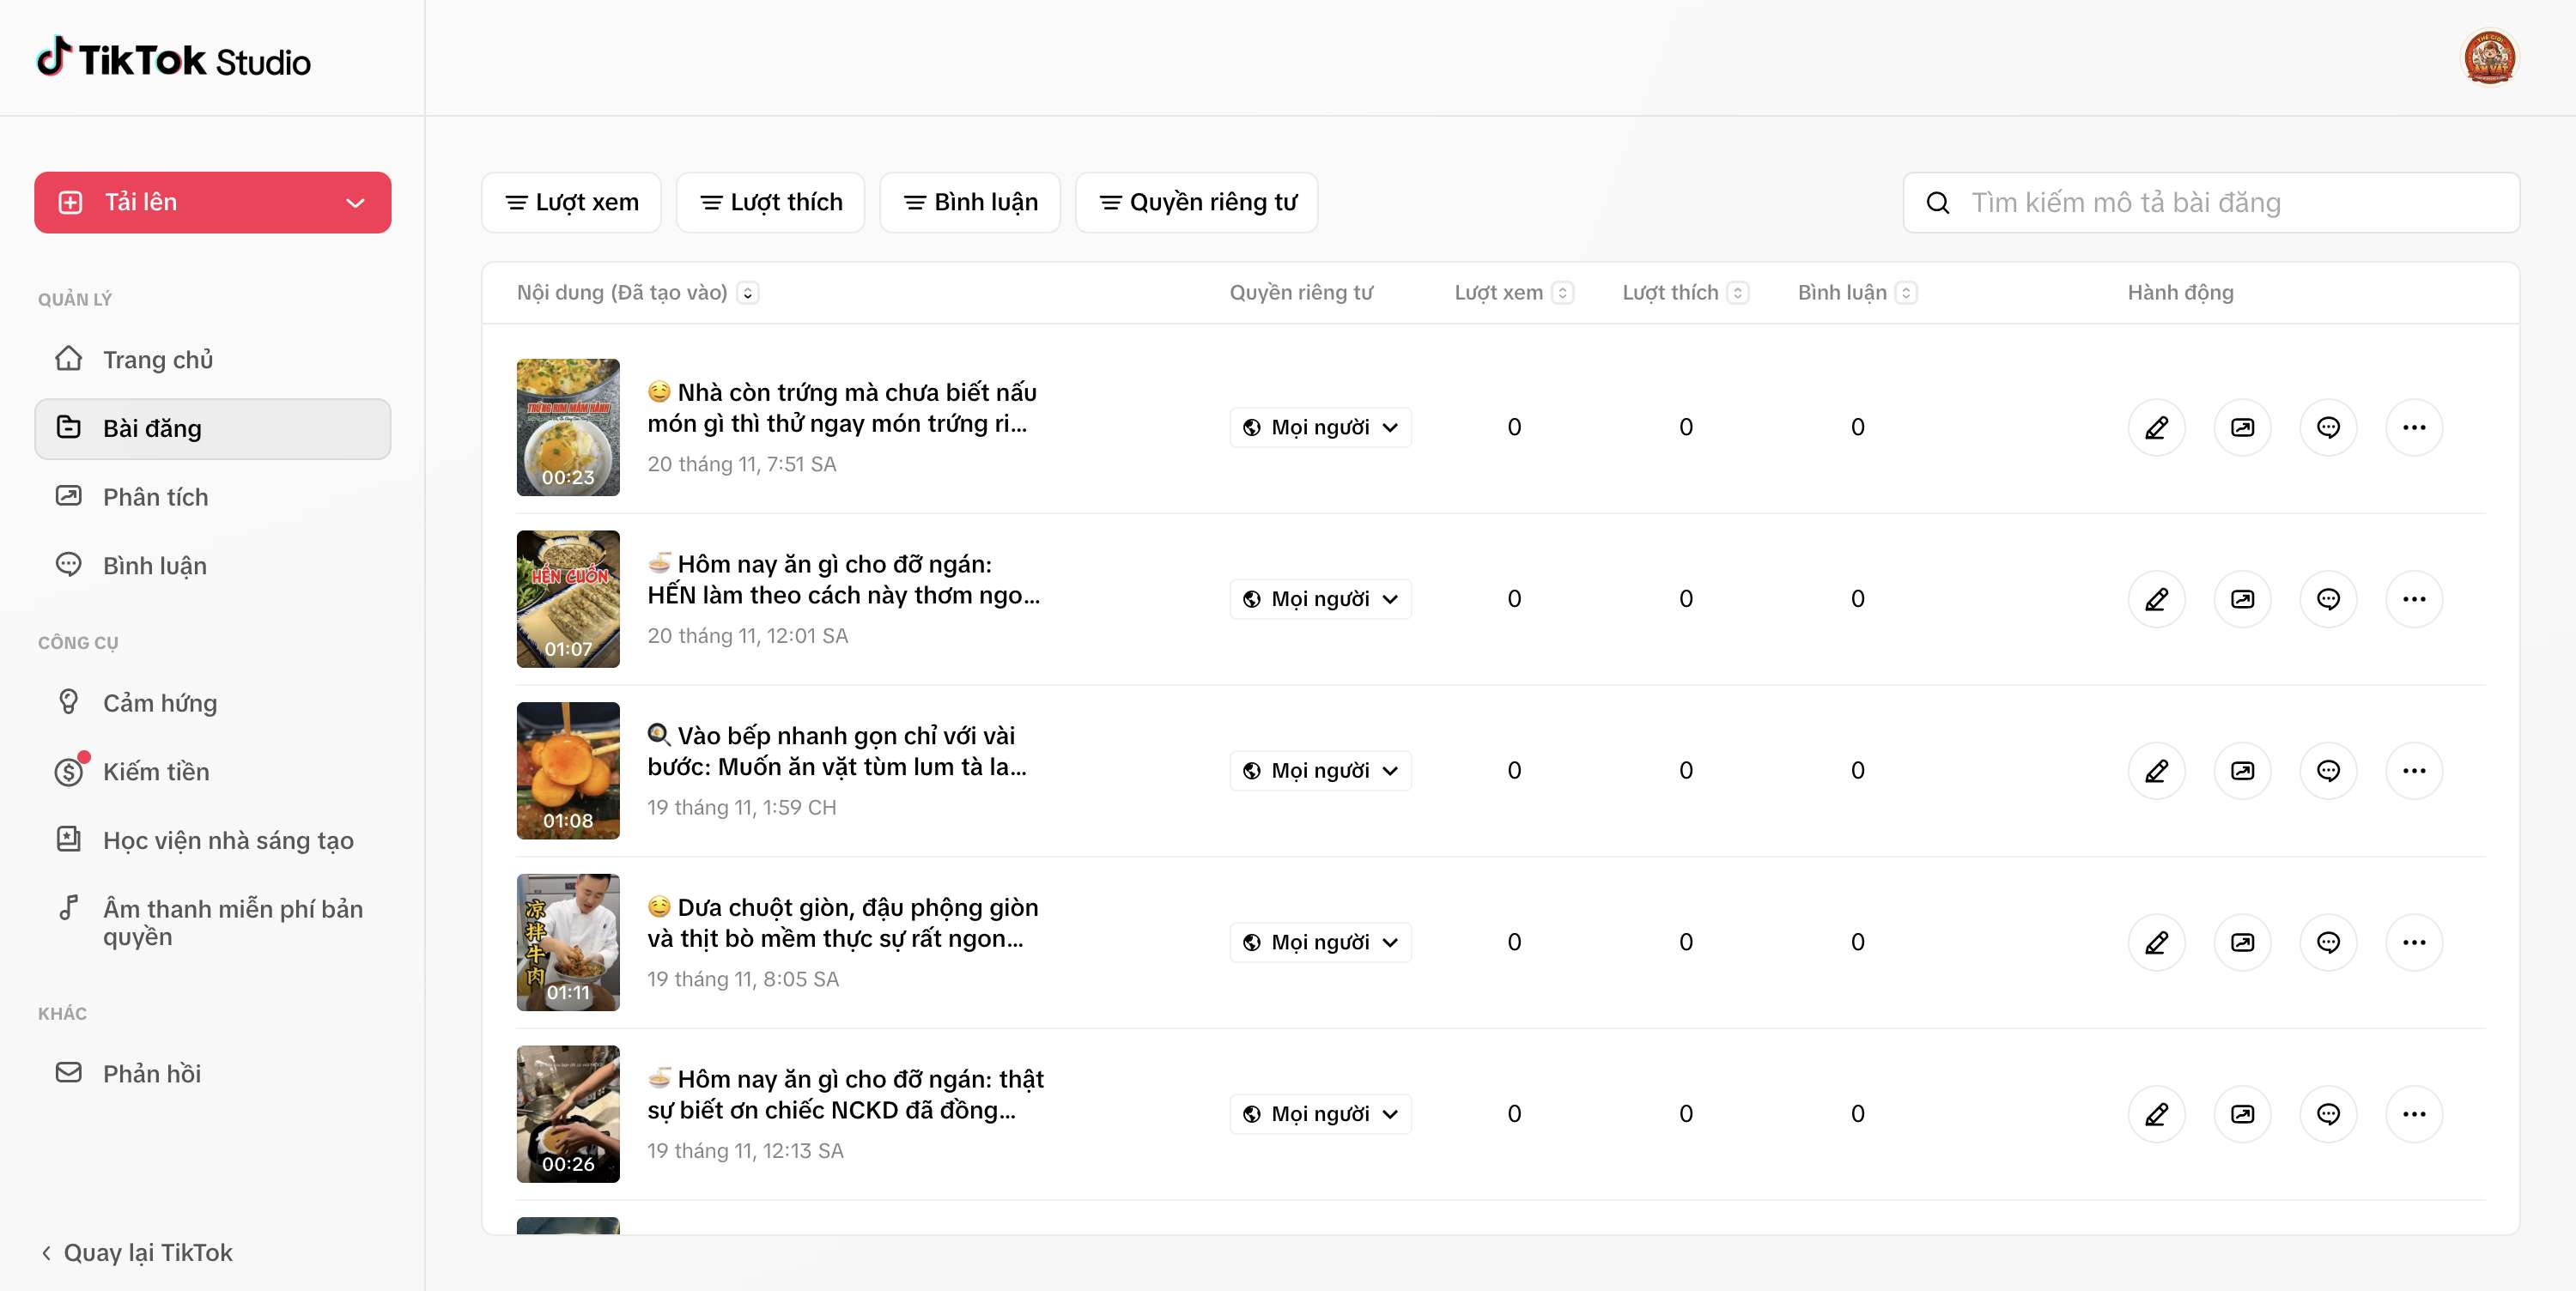 TikTok Studio
Tải lên
QUẢN LÝ
Trang chủ
Bài đăng
Phân tích
Bình luận
CÔNG CỤ
Cảm hứng
Kiếm tiền
Học viện nhà sáng tạo
Âm thanh miễn phí bản
quyền
KHÁC
Phản hồi
Quay lại TikTok
Lượt xem
Lượt thích
Bình luận
Quyền riêng tư
Tìm kiếm mô tả bài đăng
Nội dung (Đã tạo vào)
Quyền riêng tư
Lượt xem
Lượt thích
Bình luận
Hành động
TRỨNG RIM MẮM HÀNH
00:23
🤤 Nhà còn trứng mà chưa biết nấu
món gì thì thử ngay món trứng ri...
20 tháng 11, 7:51 SA
Mọi người
0
0
0
HẾN CUỐN
01:07
🍜 Hôm nay ăn gì cho đỡ ngán:
HẾN làm theo cách này thơm ngo...
20 tháng 11, 12:01 SA
Mọi người
0
0
0
01:08
🍳 Vào bếp nhanh gọn chỉ với vài
bước: Muốn ăn vặt tùm lum tà la...
19 tháng 11, 1:59 CH
Mọi người
0
0
0
凉拌牛肉
01:11
🤤 Dưa chuột giòn, đậu phộng giòn
và thịt bò mềm thực sự rất ngon...
19 tháng 11, 8:05 SA
Mọi người
0
0
0
00:26
🍜 Hôm nay ăn gì cho đỡ ngán: thật
sự biết ơn chiếc NCKD đã đồng...
19 tháng 11, 12:13 SA
Mọi người
0
0
0